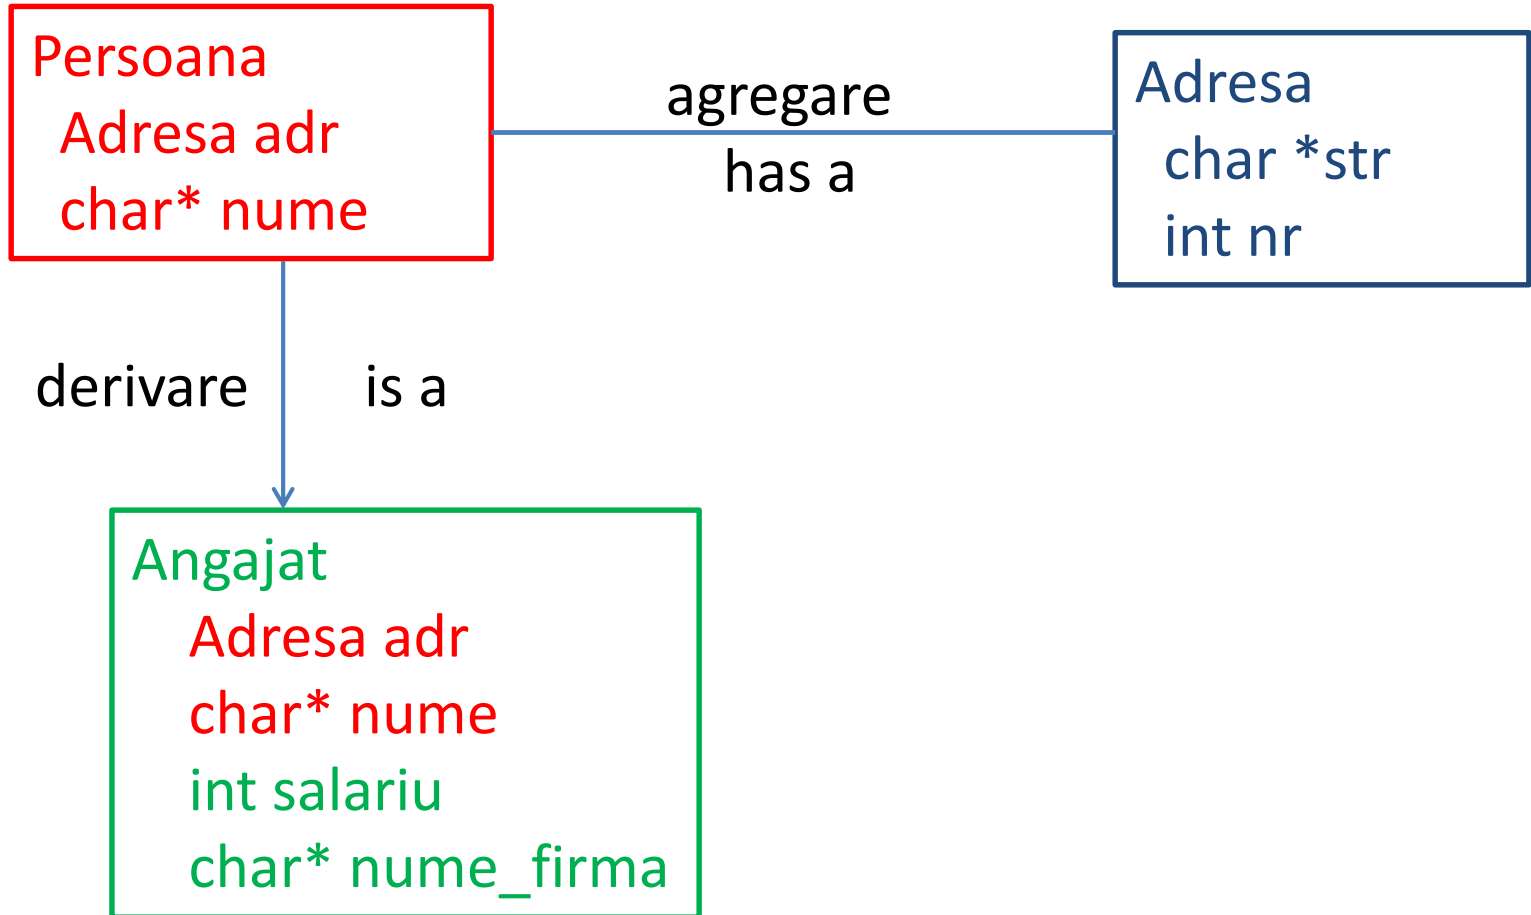 Persoana
Adresa adr
char* nume
agregare
has a
Adresa
char *str
int nr
derivare
is a
Angajat
Adresa adr
char* nume
int salariu
char* nume_firma